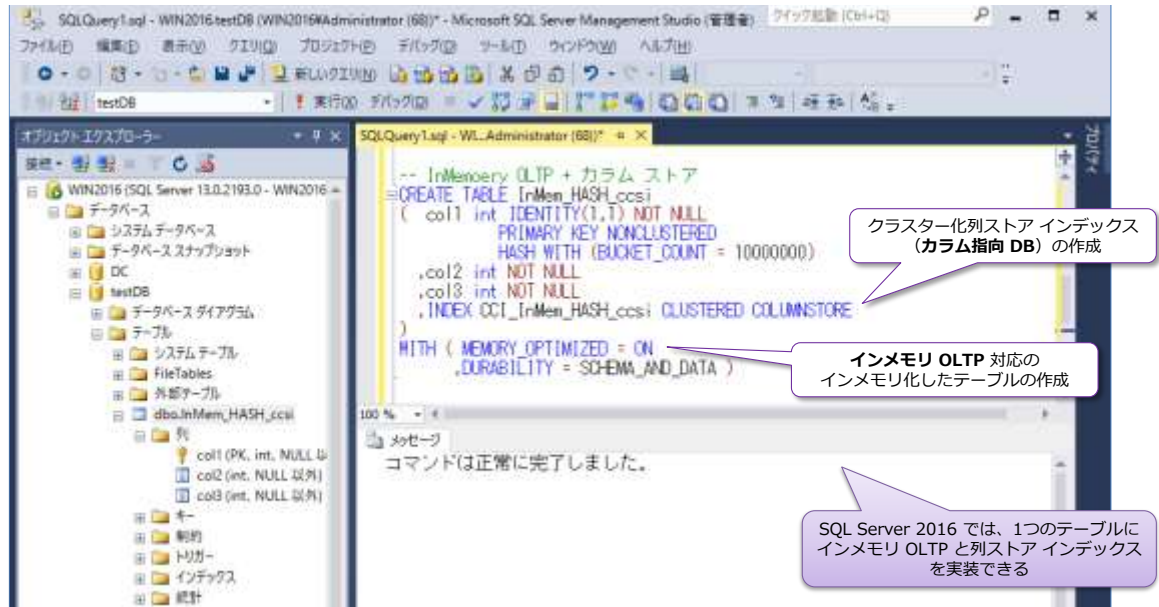 SQLQuery1.sql - WIN2016.testDB (WIN2016¥Administrator (68))* - Microsoft SQL Server Management Studio (管理者)
クイック起動 (Ctrl+Q)
ファイル(F) 編集(E) 表示(V) クエリ(Q) プロジェクト(P) デバッグ(D) ツール(T) ウィンドウ(W) ヘルプ(H)
新しいクエリ(N)
testDB
実行(X) デバッグ(D)
オブジェクト エクスプローラー
SQLQuery1.sql - WI...Administrator (68))*
プロパティ
接続
WIN2016 (SQL Server 13.0.2193.0 - WIN2016
データベース
システム データベース
データベース スナップショット
DC
testDB
データベース ダイアグラム
テーブル
システム テーブル
FileTables
外部テーブル
dbo.InMem_HASH_ccsi
列
col1 (PK, int, NULL 以
col2 (int, NULL 以外)
col3 (int, NULL 以外)
キー
制約
トリガー
インデックス
統計
-- InMemoery OLTP + カラム ストア
CREATE TABLE InMem_HASH_ccsi
( col1 int IDENTITY(1,1) NOT NULL
PRIMARY KEY NONCLUSTERED
HASH WITH (BUCKET_COUNT = 10000000)
,col2 int NOT NULL
,col3 int NOT NULL
,INDEX CCI_InMem_HASH_ccsi CLUSTERED COLUMNSTORE
)
WITH ( MEMORY_OPTIMIZED = ON
,DURABILITY = SCHEMA_AND_DATA )
クラスター化列ストア インデックス
(カラム指向 DB)の作成
インメモリ OLTP 対応の
インメモリ化したテーブルの作成
100 %
メッセージ
コマンドは正常に完了しました。
SQL Server 2016 では、1つのテーブルに
インメモリ OLTP と列ストア インデックス
を実装できる